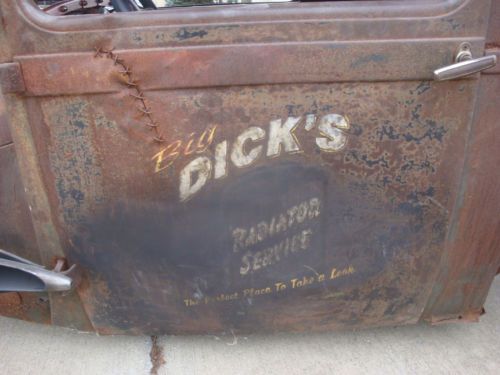 Big
DICK'S
RADIATOR
SERVICE
The Perfect Place To Take a Leak